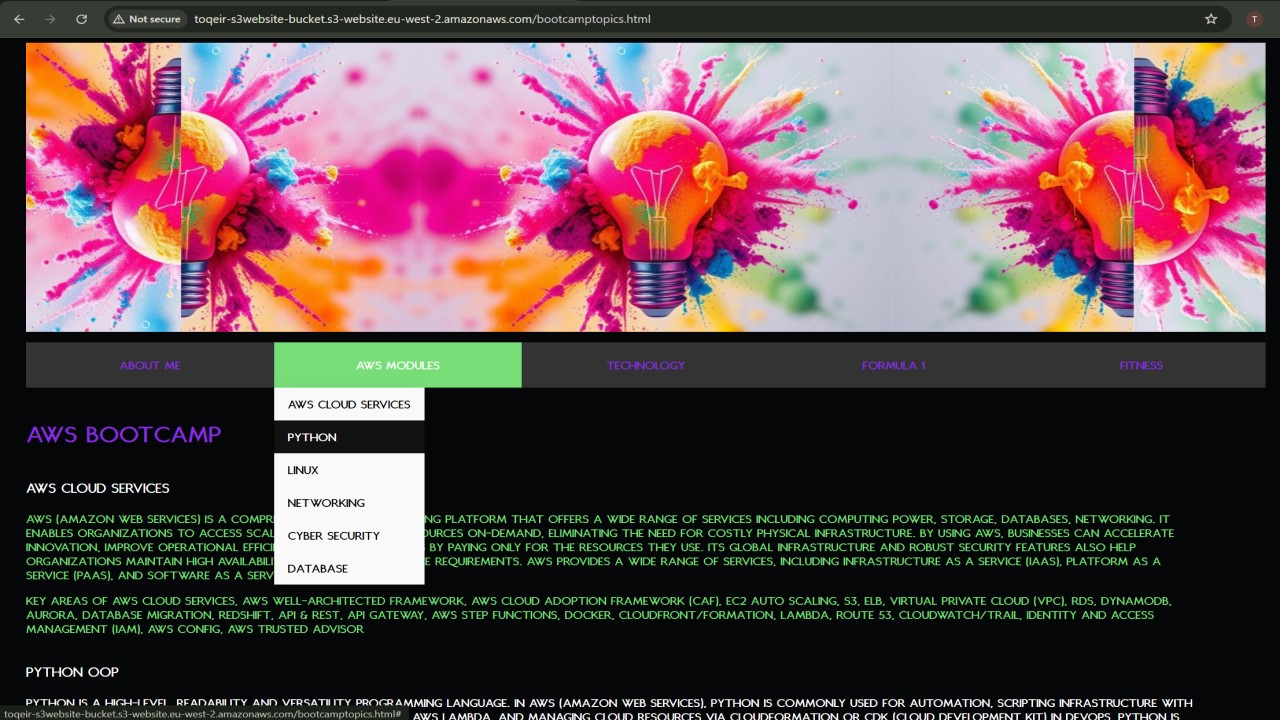 Not secure
toqeir-s3website-bucket.s3-website.eu-west-2.amazonaws.com/bootcamptopics.html
T
ABOUT ME
AWS MODULES
TECHNOLOGY
FORMULA 1
FITNESS
AWS CLOUD SERVICES
PYTHON
LINUX
NETWORKING
CYBER SECURITY
DATABASE
AWS BOOTCAMP
AWS CLOUD SERVICES
AWS (AMAZON WEB SERVICES) IS A COMPR NG PLATFORM THAT OFFERS A WIDE RANGE OF SERVICES INCLUDING COMPUTING POWER, STORAGE, DATABASES, NETWORKING. IT
ENABLES ORGANIZATIONS TO ACCESS SCAL OURCES ON-DEMAND, ELIMINATING THE NEED FOR COSTLY PHYSICAL INFRASTRUCTURE. BY USING AWS, BUSINESSES CAN ACCELERATE
INNOVATION, IMPROVE OPERATIONAL EFFICI BY PAYING ONLY FOR THE RESOURCES THEY USE. ITS GLOBAL INFRASTRUCTURE AND ROBUST SECURITY FEATURES ALSO HELP
ORGANIZATIONS MAINTAIN HIGH AVAILABILI E REQUIREMENTS. AWS PROVIDES A WIDE RANGE OF SERVICES, INCLUDING INFRASTRUCTURE AS A SERVICE (IAAS), PLATFORM AS A
SERVICE (PAAS), AND SOFTWARE AS A SERV
KEY AREAS OF AWS CLOUD SERVICES, AWS WELL-ARCHITECTED FRAMEWORK, AWS CLOUD ADOPTION FRAMEWORK (CAF), EC2 AUTO SCALING, S3, ELB, VIRTUAL PRIVATE CLOUD (VPC), RDS, DYNAMODB,
AURORA, DATABASE MIGRATION, REDSHIFT, API & REST, API GATEWAY, AWS STEP FUNCTIONS, DOCKER, CLOUDFRONT/FORMATION, LAMBDA, ROUTE 53, CLOUDWATCH/TRAIL, IDENTITY AND ACCESS
MANAGEMENT (IAM), AWS CONFIG, AWS TRUSTED ADVISOR
PYTHON OOP
PYTHON IS A HIGH-LEVEL, READABILITY AND VERSATILITY PROGRAMMING LANGUAGE. IN AWS (AMAZON WEB SERVICES), PYTHON IS COMMONLY USED FOR AUTOMATION, SCRIPTING INFRASTRUCTURE WITH
AWS LAMBDA, AND MANAGING CLOUD RESOURCES VIA CLOUDFORMATION OR CDK (CLOUD DEVELOPMENT KIT) IN DEVOPS, PYTHON IS
toqeir-s3website-bucket.s3-website.eu-west-2.amazonaws.com/bootcamptopics.html#